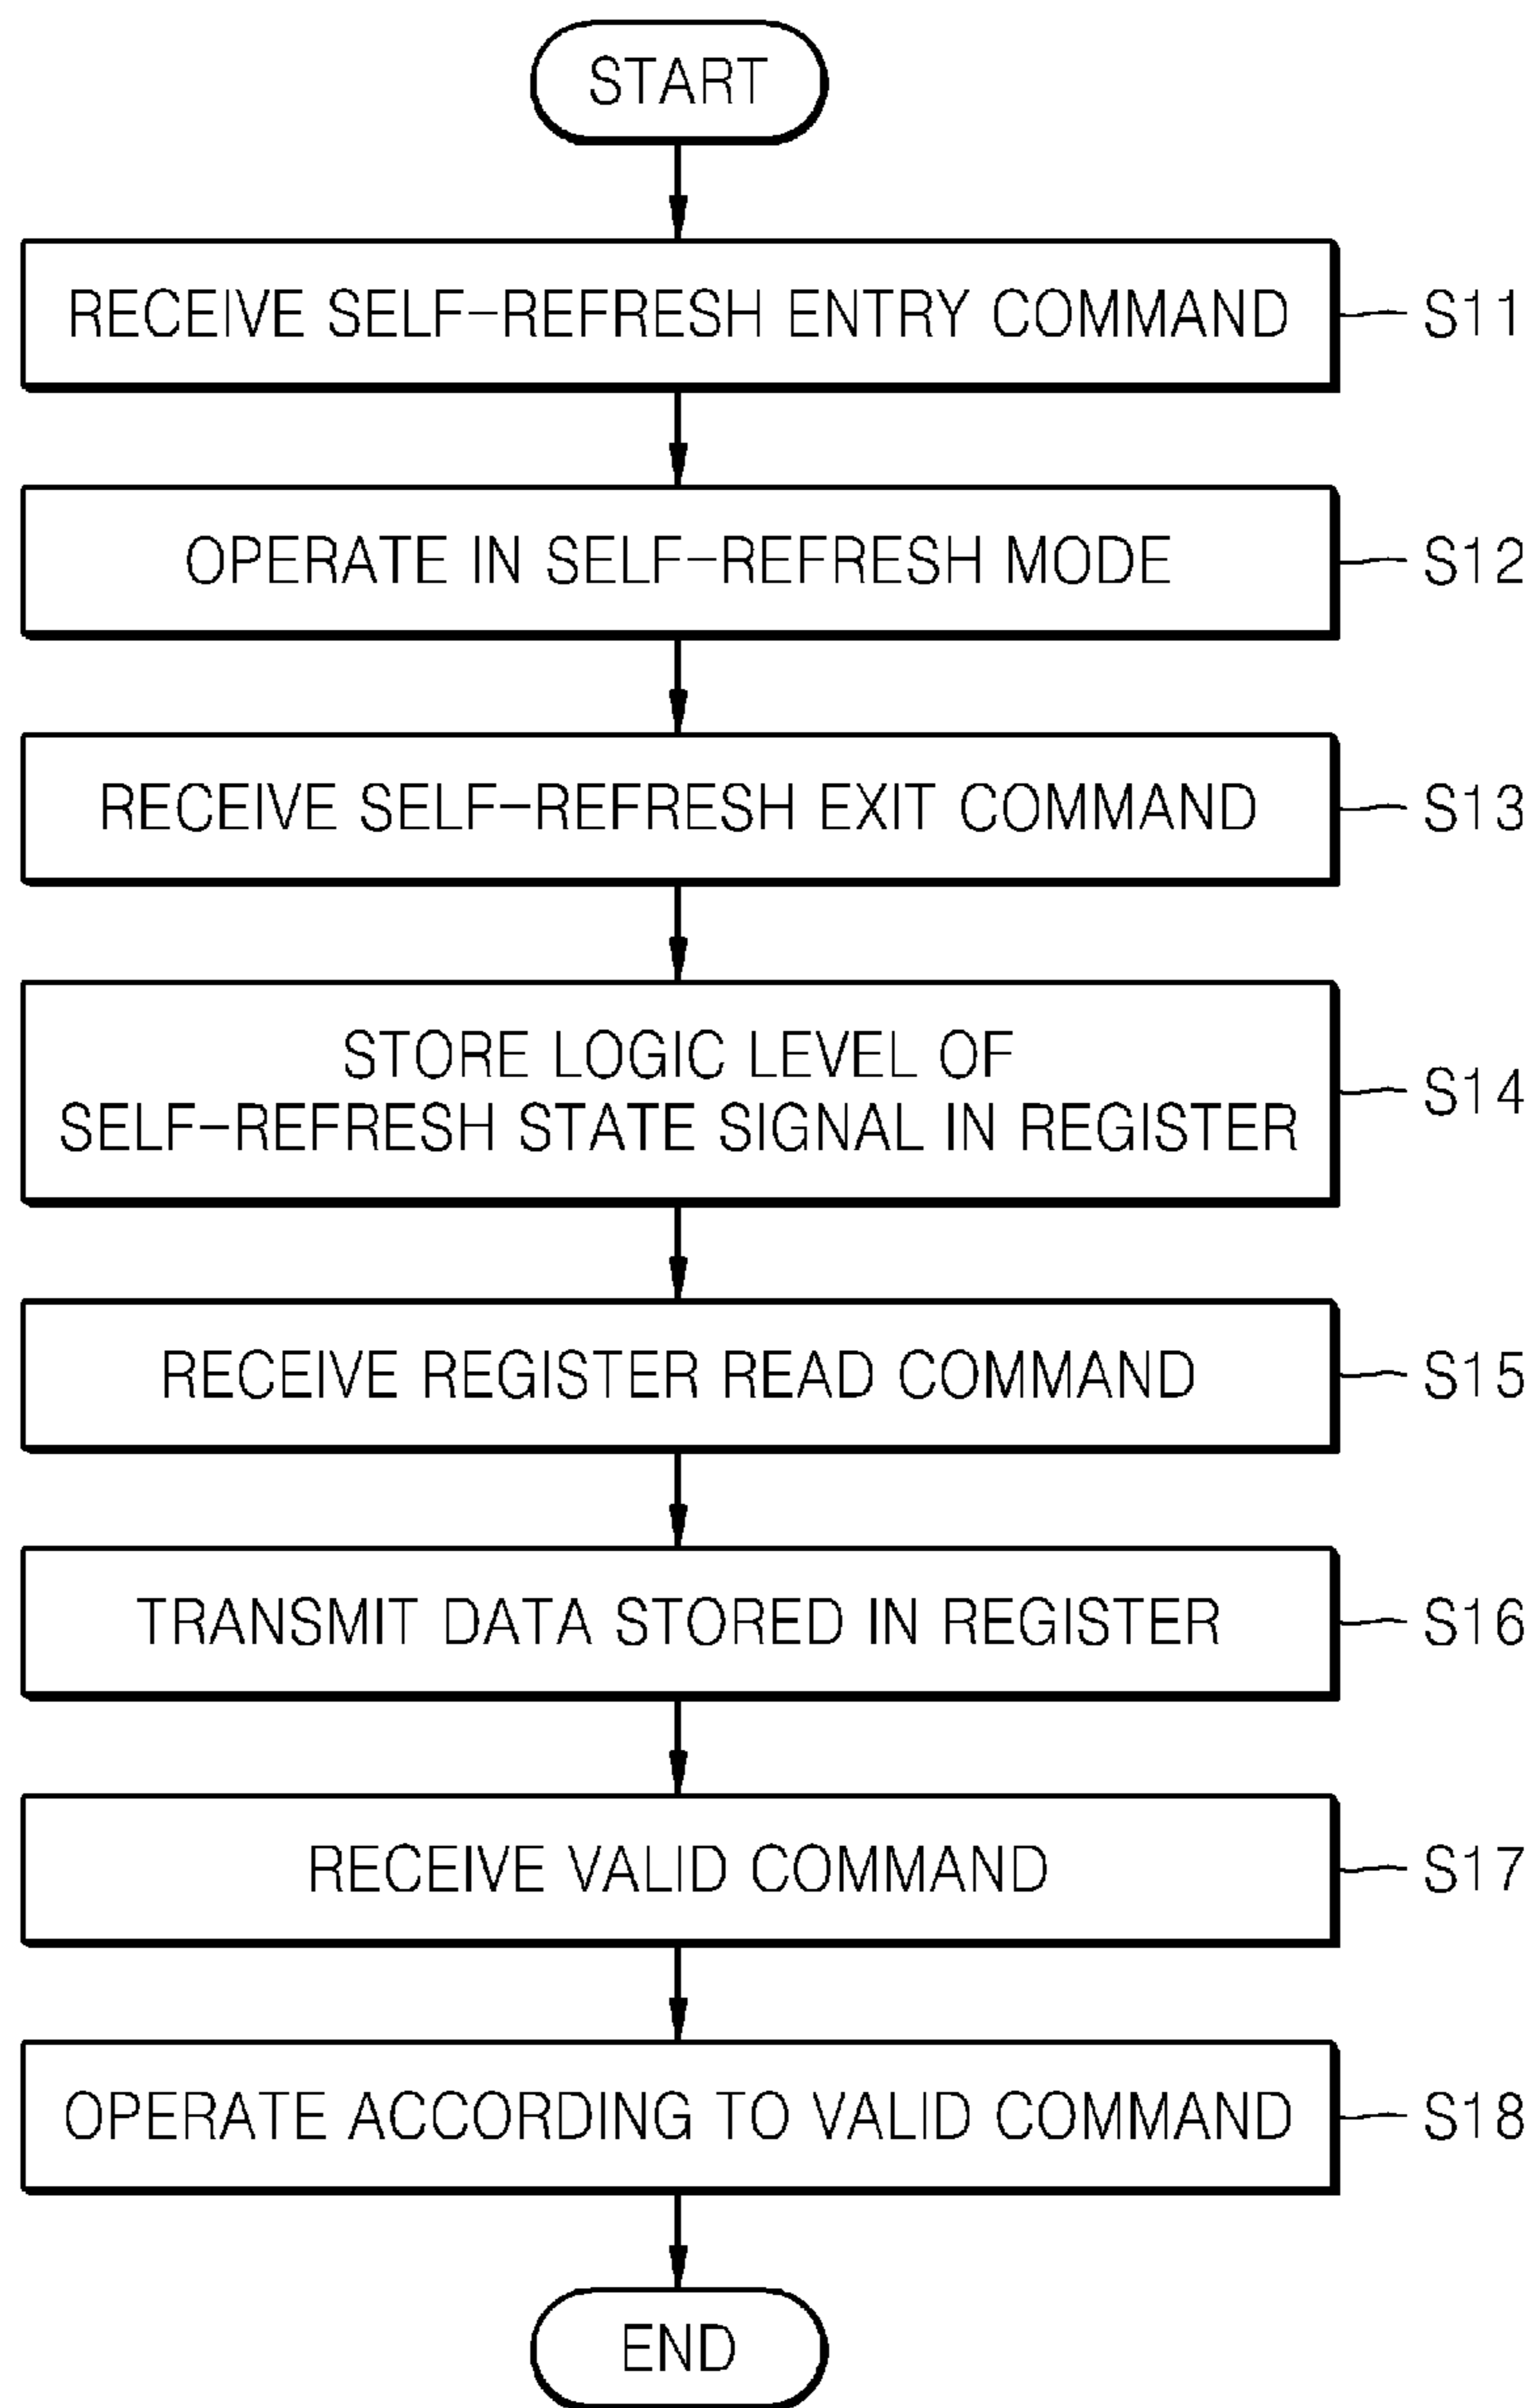 START
RECEIVE SELF-REFRESH ENTRY COMMAND
S11
OPERATE IN SELF-REFRESH MODE
S12
RECEIVE SELF-REFRESH EXIT COMMAND
S13
STORE LOGIC LEVEL OF
SELF-REFRESH STATE SIGNAL IN REGISTER
S14
RECEIVE REGISTER READ COMMAND
S15
TRANSMIT DATA STORED IN REGISTER
S16
RECEIVE VALID COMMAND
S17
OPERATE ACCORDING TO VALID COMMAND
S18
END